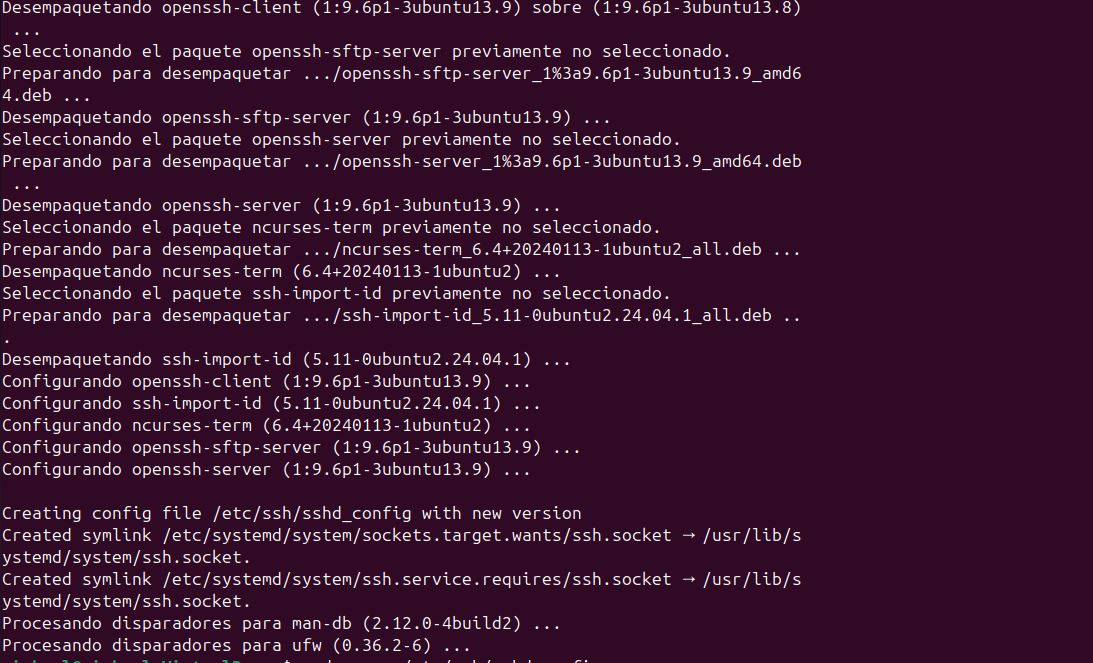 Desempaquetando openssh-client (1:9.6p1-3ubuntu13.9) sobre (1:9.6p1-3ubuntu13.8)
 ...
Seleccionando el paquete openssh-sftp-server previamente no seleccionado.
Preparando para desempaquetar .../openssh-sftp-server_1%3a9.6p1-3ubuntu13.9_amd6
4.deb ...
Desempaquetando openssh-sftp-server (1:9.6p1-3ubuntu13.9) ...
Seleccionando el paquete openssh-server previamente no seleccionado.
Preparando para desempaquetar .../openssh-server_1%3a9.6p1-3ubuntu13.9_amd64.deb
 ...
Desempaquetando openssh-server (1:9.6p1-3ubuntu13.9) ...
Seleccionando el paquete ncurses-term previamente no seleccionado.
Preparando para desempaquetar .../ncurses-term_6.4+20240113-1ubuntu2_all.deb ...
Desempaquetando ncurses-term (6.4+20240113-1ubuntu2) ...
Seleccionando el paquete ssh-import-id previamente no seleccionado.
Preparando para desempaquetar .../ssh-import-id_5.11-0ubuntu2.24.04.1_all.deb ..
.
Desempaquetando ssh-import-id (5.11-0ubuntu2.24.04.1) ...
Configurando openssh-client (1:9.6p1-3ubuntu13.9) ...
Configurando ssh-import-id (5.11-0ubuntu2.24.04.1) ...
Configurando ncurses-term (6.4+20240113-1ubuntu2) ...
Configurando openssh-sftp-server (1:9.6p1-3ubuntu13.9) ...
Configurando openssh-server (1:9.6p1-3ubuntu13.9) ...

Creating config file /etc/ssh/sshd_config with new version
Created symlink /etc/systemd/system/sockets.target.wants/ssh.socket → /usr/lib/s
ystemd/system/ssh.socket.
Created symlink /etc/systemd/system/ssh.service.requires/ssh.socket → /usr/lib/s
ystemd/system/ssh.socket.
Procesando disparadores para man-db (2.12.0-4build2) ...
Procesando disparadores para ufw (0.36.2-6) ...